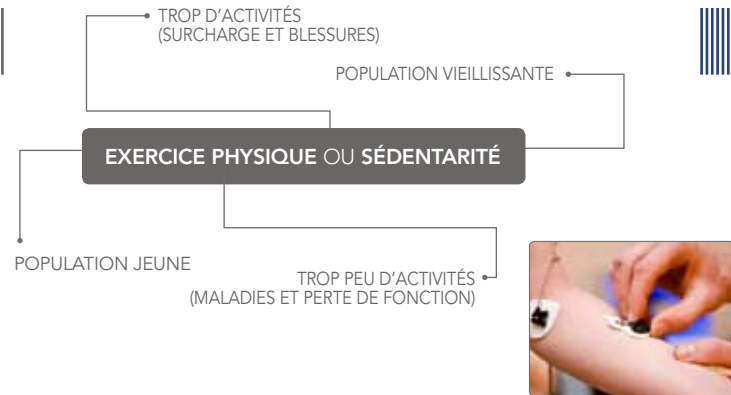 TROP D’ACTIVITÉS
(SURCHARGE ET BLESSURES)
POPULATION VIEILLISSANTE
EXERCICE PHYSIQUE OU SÉDENTARITÉ
POPULATION JEUNE
TROP PEU D’ACTIVITÉS
(MALADIES ET PERTE DE FONCTION)